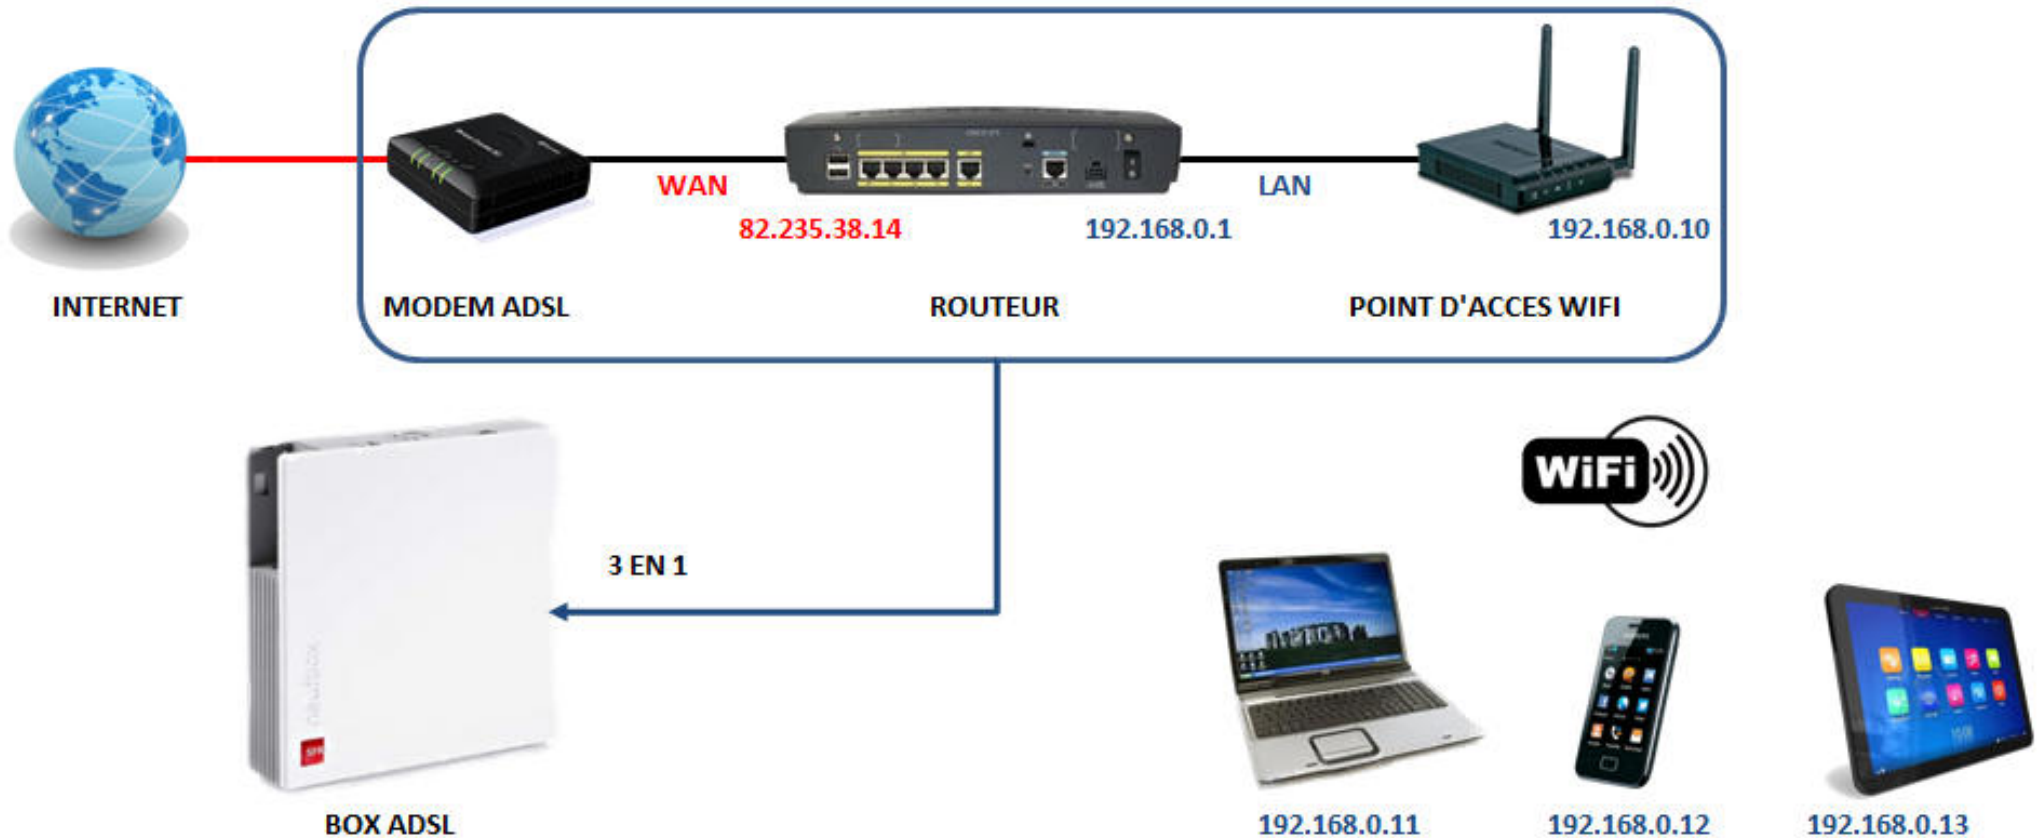 WAN
LAN
82.235.38.14
192.168.0.1
192.168.0.10
INTERNET
MODEM ADSL
ROUTEUR
POINT D'ACCES WIFI
WiFi
3 EN 1
neufbox
SFR
BOX ADSL
192.168.0.11
192.168.0.12
192.168.0.13